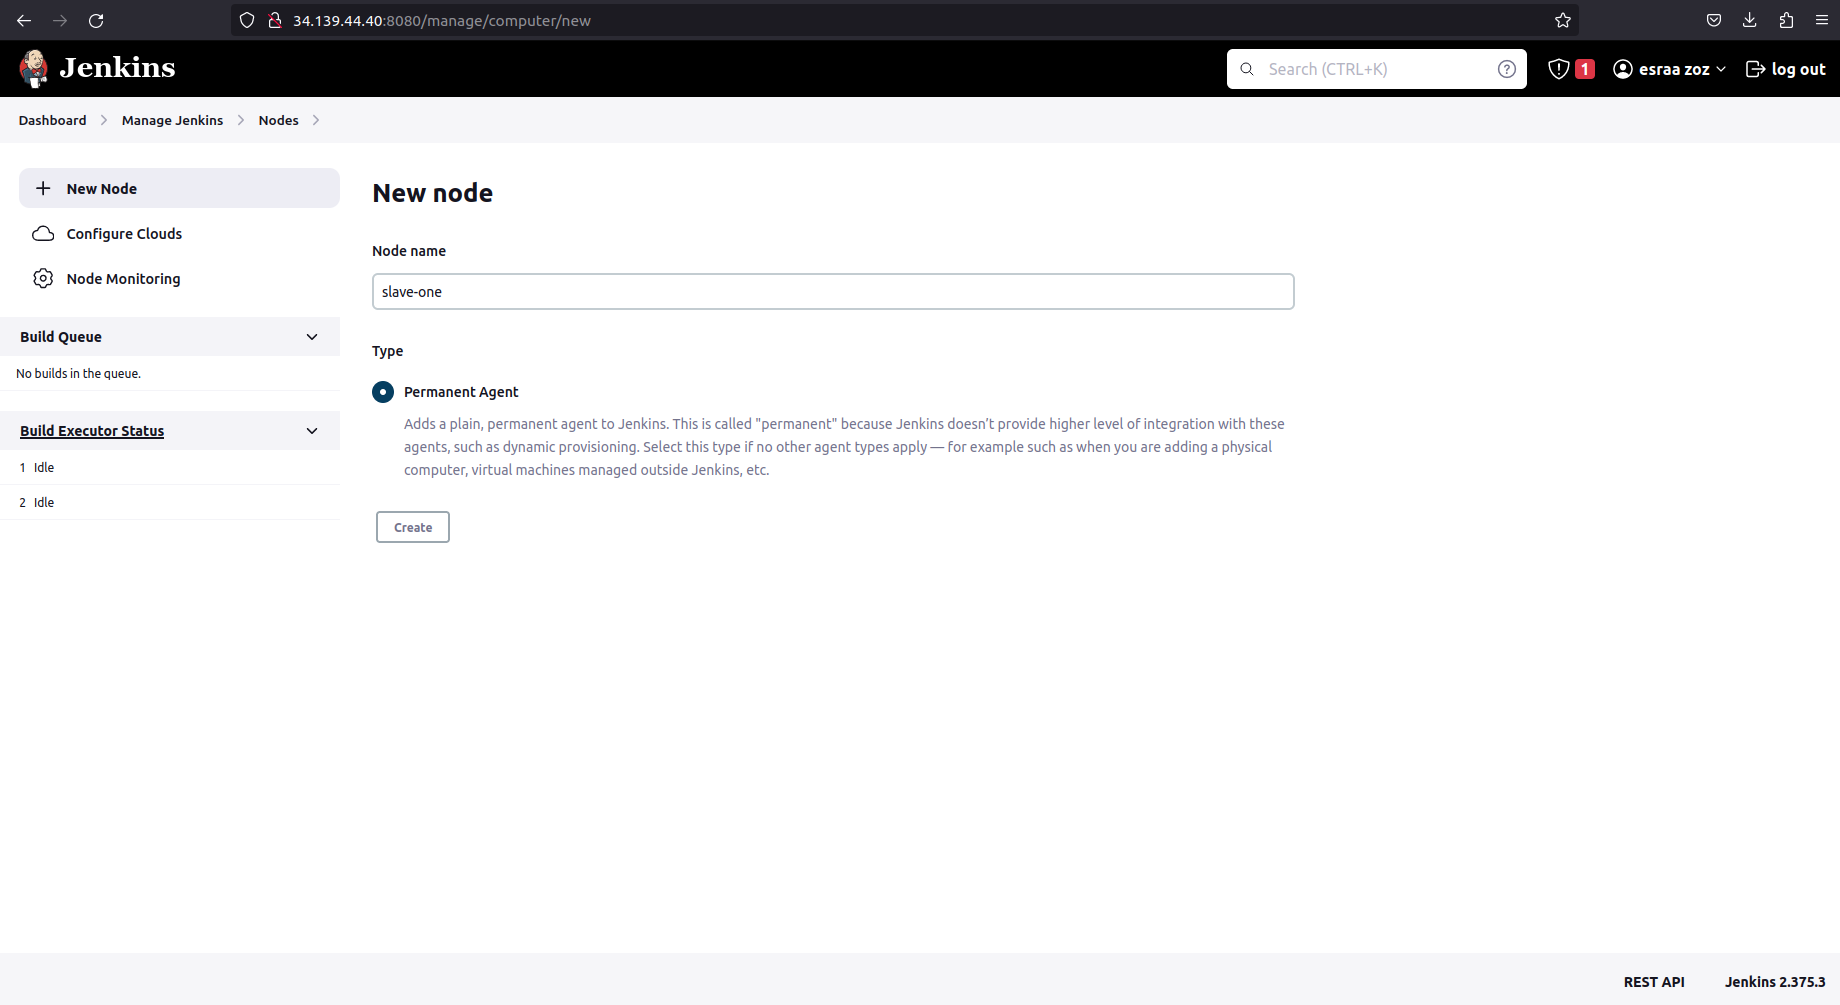 34.139.44.40:8080/manage/computer/new
Jenkins
Search (CTRL+K)
1
esraa zoz
log out
Dashboard
Manage Jenkins
Nodes
New Node
Configure Clouds
Node Monitoring
Build Queue
No builds in the queue.
Build Executor Status
1 Idle
2 Idle
New node
Node name
slave-one
Type
Permanent Agent
Adds a plain, permanent agent to Jenkins. This is called "permanent" because Jenkins doesn’t provide higher level of integration with these
agents, such as dynamic provisioning. Select this type if no other agent types apply — for example such as when you are adding a physical
computer, virtual machines managed outside Jenkins, etc.
Create
REST API
Jenkins 2.375.3